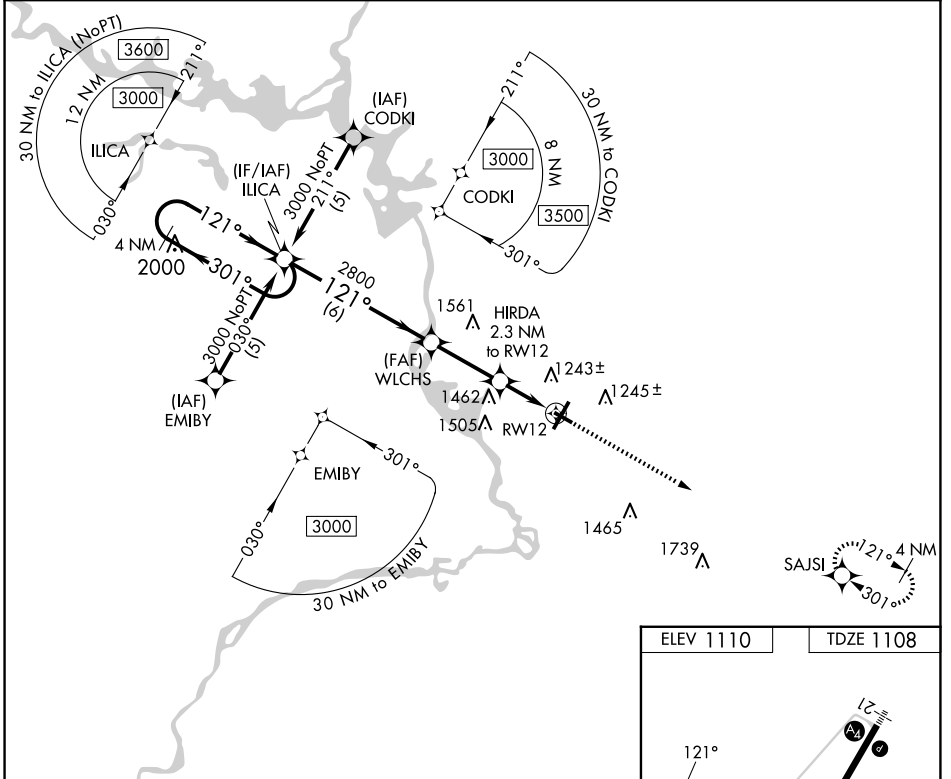 30 NM to ILICA (NoPT)
3600
211°
12 NM
3000
ILICA
030°
(IAF)
CODKI
3000 NoPT
211°
(5)
(IF/IAF)
ILICA
211°
30 NM to CODKI
3000
8 NM
CODKI
3500
301°
121°
4 NM
2000
301°
2800
121°
(6)
3000 NoPT
030°
(5)
(IAF)
EMIBY
1561
HIRDA
2.3 NM
to RW12
(FAF)
WLCHS
1243±
1462
1245±
1505
RW12
301°
EMIBY
030°
3000
30 NM to EMIBY
1465
1739
SAJSI
121°
4 NM
301°
ELEV 1110
TDZE 1108
21
A4
P
121°